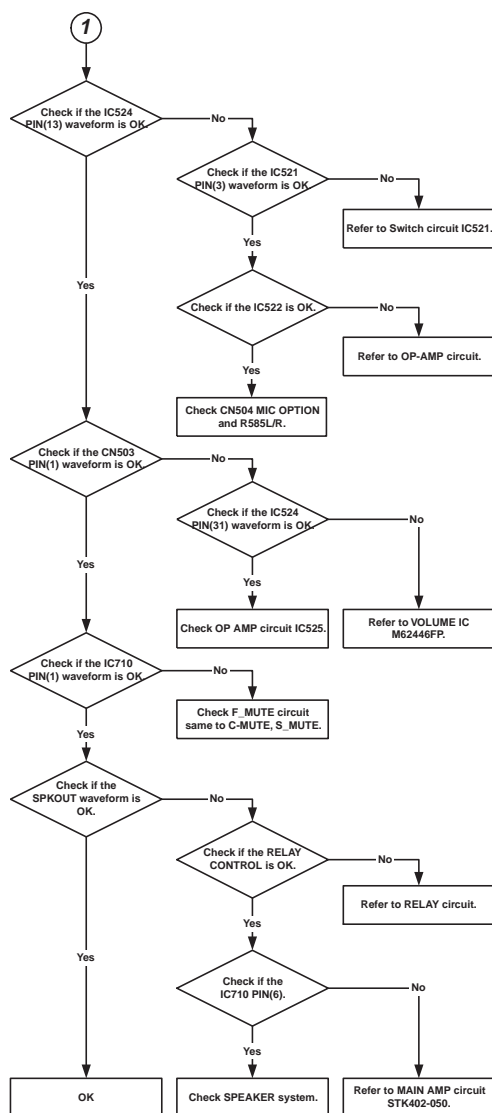 1
Check if the IC524
PIN(13) waveform is OK.
No
Check if the IC521
PIN(3) waveform is OK
No
Refer to Switch circuit IC521.
Yes
Yes
Check if the IC522 is OK.
No
Refer to OP-AMP circuit.
Yes
Check CN504 MIC OPTION
and R585L/R.
Check if the CN503
PIN(1) waveform is OK.
No
Check if the IC524
PIN(31) waveform is OK.
No
Yes
Yes
Check OP AMP circuit IC525.
Refer to VOLUME IC
M62446FP.
Check if the IC710
PIN(1) waveform is OK
No
Check F_MUTE circuit
same to C-MUTE, S_MUTE.
Yes
Check if the
SPKOUT waveform is
OK.
No
Check if the RELAY
CONTROL is OK.
No
Refer to RELAY circuit.
Yes
Yes
Check if the
IC710 PIN(6).
No
Yes
OK
Check SPEAKER system.
Refer to MAIN AMP circuit
STK402-050.